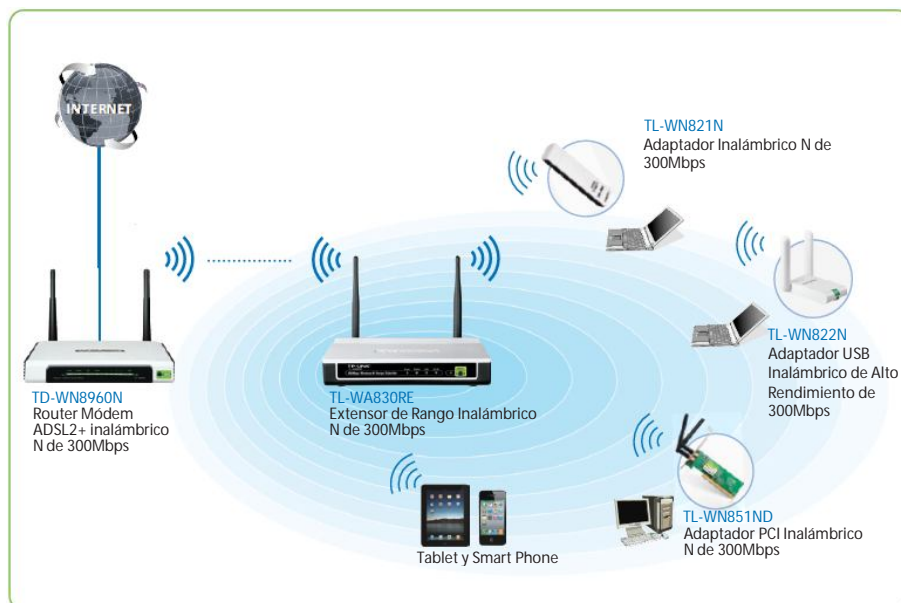 INTERNET
TL-WN821N
Adaptador Inalámbrico N de
300Mbps
TL-WN822N
Adaptador USB
Inalámbrico de Alto
Rendimiento de
300Mbps
TD-WN8960N
Router Módem
ADSL2+ inalámbrico
N de 300Mbps
TP-LINK
TL-WA830RE
Extensor de Rango Inalámbrico
N de 300Mbps
TL-WN851ND
Adaptador PCI Inalámbrico
N de 300Mbps
Tablet y Smart Phone